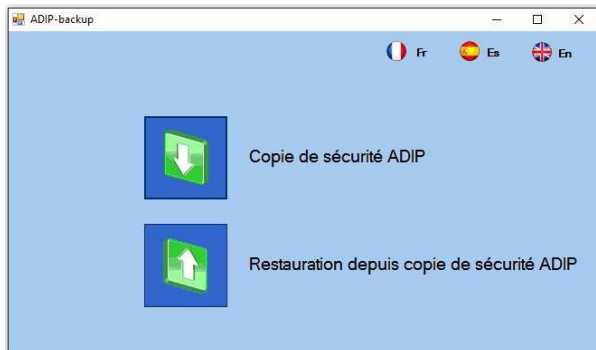 ADIP-backup
Fr Es En
Copie de sécurité ADIP
Restauration depuis copie de sécurité ADIP